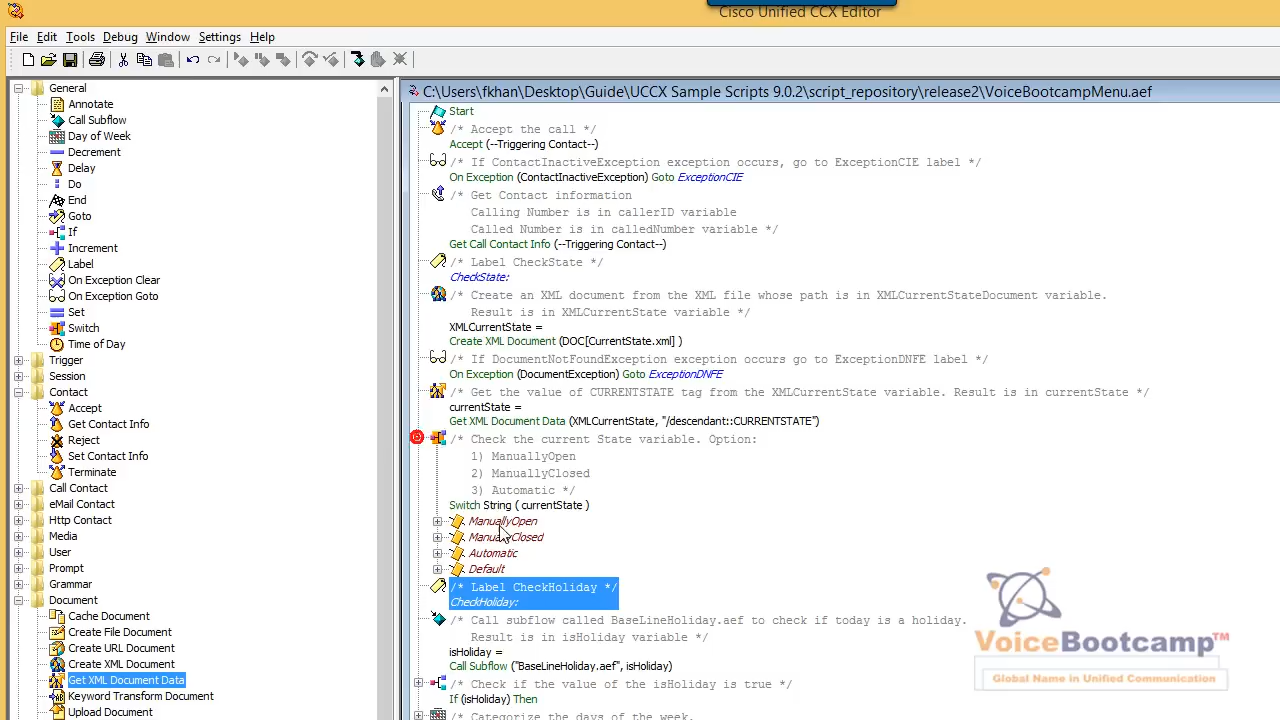 Cisco Unified CCX Editor
File Edit Tools Debug Window Settings Help
General
Annotate
Call Subflow
Day of Week
Decrement
Delay
Do
End
Goto
If
Increment
Label
On Exception Clear
On Exception Goto
Set
Switch
Time of Day
Trigger
Session
Contact
Accept
Get Contact Info
Reject
Set Contact Info
Terminate
Call Contact
eMail Contact
Http Contact
Media
User
Prompt
Grammar
Document
Cache Document
Create File Document
Create URL Document
Create XML Document
Get XML Document Data
Keyword Transform Document
Upload Document
C:\Users\fkhan\Desktop\Guide\UCCX Sample Scripts 9.0.2\script_repository\release2\VoiceBootcampMenu.aef
Start
/* Accept the call */
Accept (--Triggering Contact--)
/* If ContactInactiveException exception occurs, go to ExceptionCIE label */
On Exception (ContactInactiveException) Goto ExceptionCIE
/* Get Contact information
Calling Number is in callerID variable
Called Number is in calledNumber variable */
Get Call Contact Info (--Triggering Contact--)
/* Label CheckState */
CheckState:
/* Create an XML document from the XML file whose path is in XMLCurrentStateDocument variable.
Result is in XMLCurrentState variable */
XMLCurrentState =
Create XML Document (DOC[CurrentState.xml] )
/* If DocumentNotFoundException exception occurs go to ExceptionDNFE label */
On Exception (DocumentException) Goto ExceptionDNFE
/* Get the value of CURRENTSTATE tag from the XMLCurrentState variable. Result is in currentState */
currentState =
Get XML Document Data (XMLCurrentState, "/descendant::CURRENTSTATE")
/* Check the current State variable. Option:
1) ManuallyOpen
2) ManuallyClosed
3) Automatic */
Switch String ( currentState )
ManuallyOpen
ManuallyClosed
Automatic
Default
/* Label CheckHoliday */
CheckHoliday:
/* Call subflow called BaseLineHoliday.aef to check if today is a holiday.
Result is in isHoliday variable */
isHoliday =
Call Subflow ("BaseLineHoliday.aef", isHoliday)
/* Check if the value of the isHoliday is true */
If (isHoliday) Then
/* Categorize the days of the week.
VoiceBootcamp™
Global Name in Unified Communication